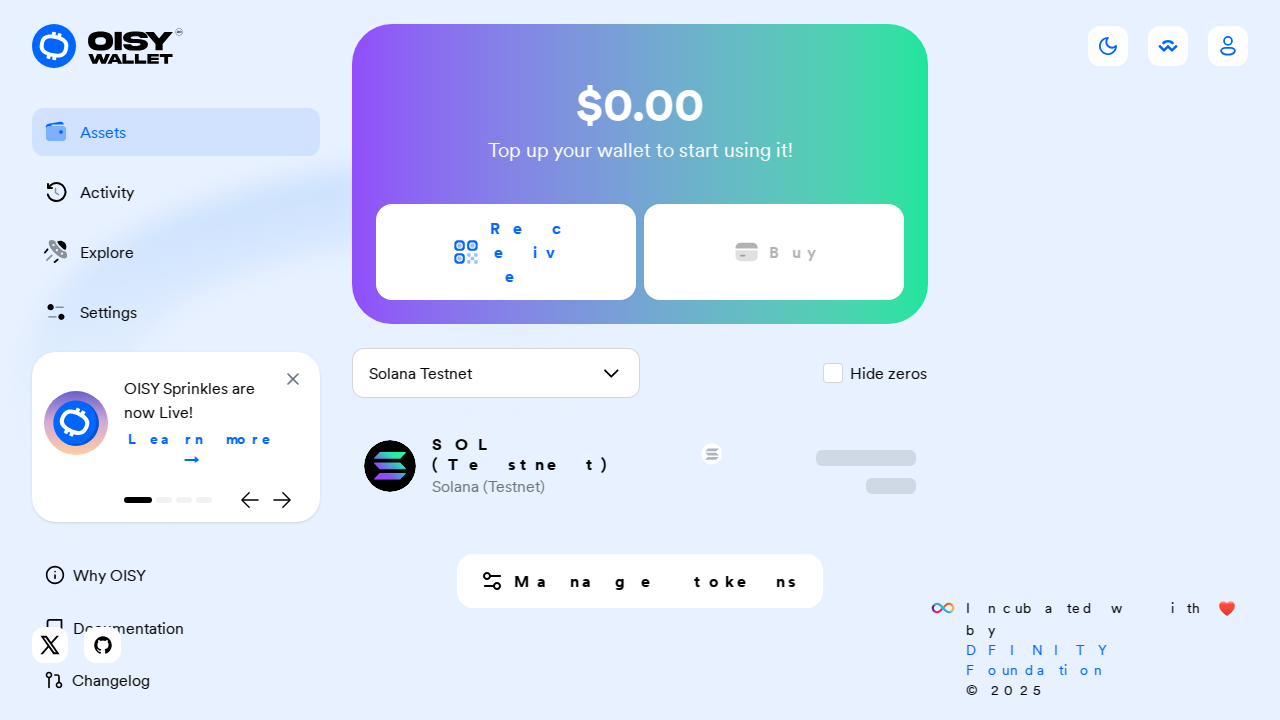 OISY
WALLET
Assets
Activity
Explore
Settings
OISY Sprinkles are
now Live!
Learn more
→
Why OISY
Documentation
Changelog
$0.00
Top up your wallet to start using it!
Receive
Buy
Solana Testnet
Hide zeros
SOL
(Testnet)
Solana (Testnet)
Manage tokens
Incubated with ❤️
by
DFINITY
Foundation
© 2025